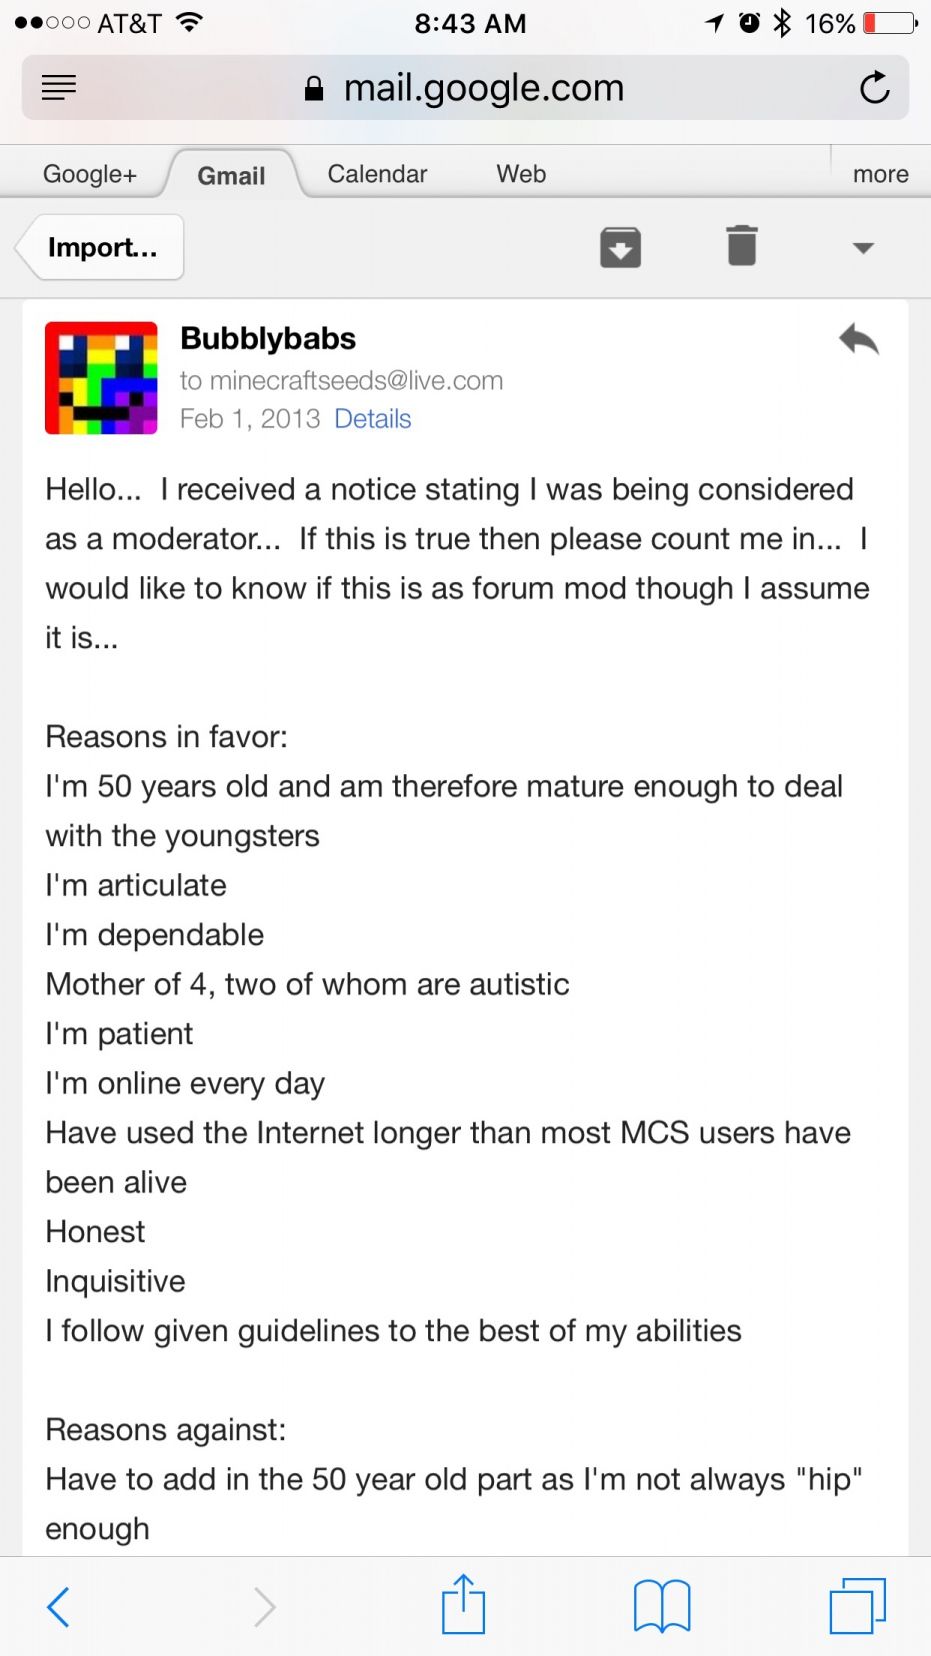 AT&T 8:43 AM 16%
mail.google.com
Google+ Gmail Calendar Web more
Import...
Bubblybabs
to minecraftseeds@live.com
Feb 1, 2013 Details
Hello...  I received a notice stating I was being considered
as a moderator...  If this is true then please count me in...  I
would like to know if this is as forum mod though I assume
it is...
Reasons in favor:
I'm 50 years old and am therefore mature enough to deal
with the youngsters
I'm articulate
I'm dependable
Mother of 4, two of whom are autistic
I'm patient
I'm online every day
Have used the Internet longer than most MCS users have
been alive
Honest
Inquisitive
I follow given guidelines to the best of my abilities
Reasons against:
Have to add in the 50 year old part as I'm not always "hip"
enough